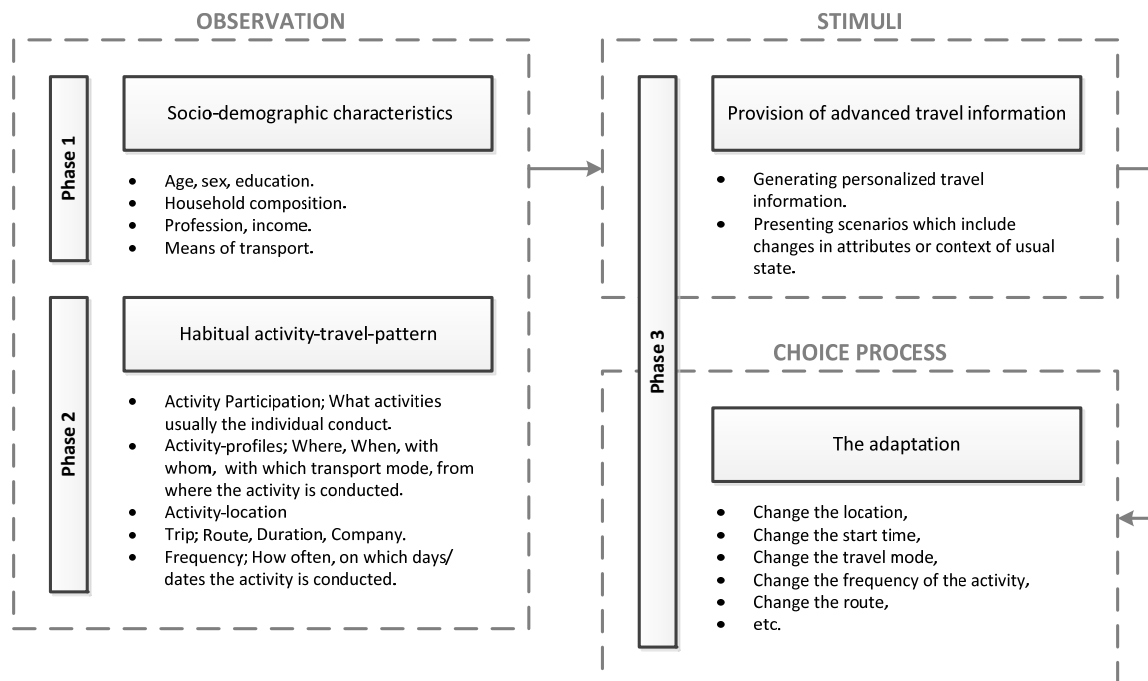 OBSERVATION
Phase 1
Socio-demographic characteristics
• Age, sex, education.
• Household composition.
• Profession, income.
• Means of transport.
Phase 2
Habitual activity-travel-pattern
• Activity Participation; What activities
usually the individual conduct.
• Activity-profiles; Where, When, with
whom, with which transport mode, from
where the activity is conducted.
• Activity-location
• Trip; Route, Duration, Company.
• Frequency; How often, on which days/
dates the activity is conducted.
STIMULI
Phase 3
Provision of advanced travel information
• Generating personalized travel
information.
• Presenting scenarios which include
changes in attributes or context of usual
state.
CHOICE PROCESS
The adaptation
• Change the location,
• Change the start time,
• Change the travel mode,
• Change the frequency of the activity,
• Change the route,
• etc.